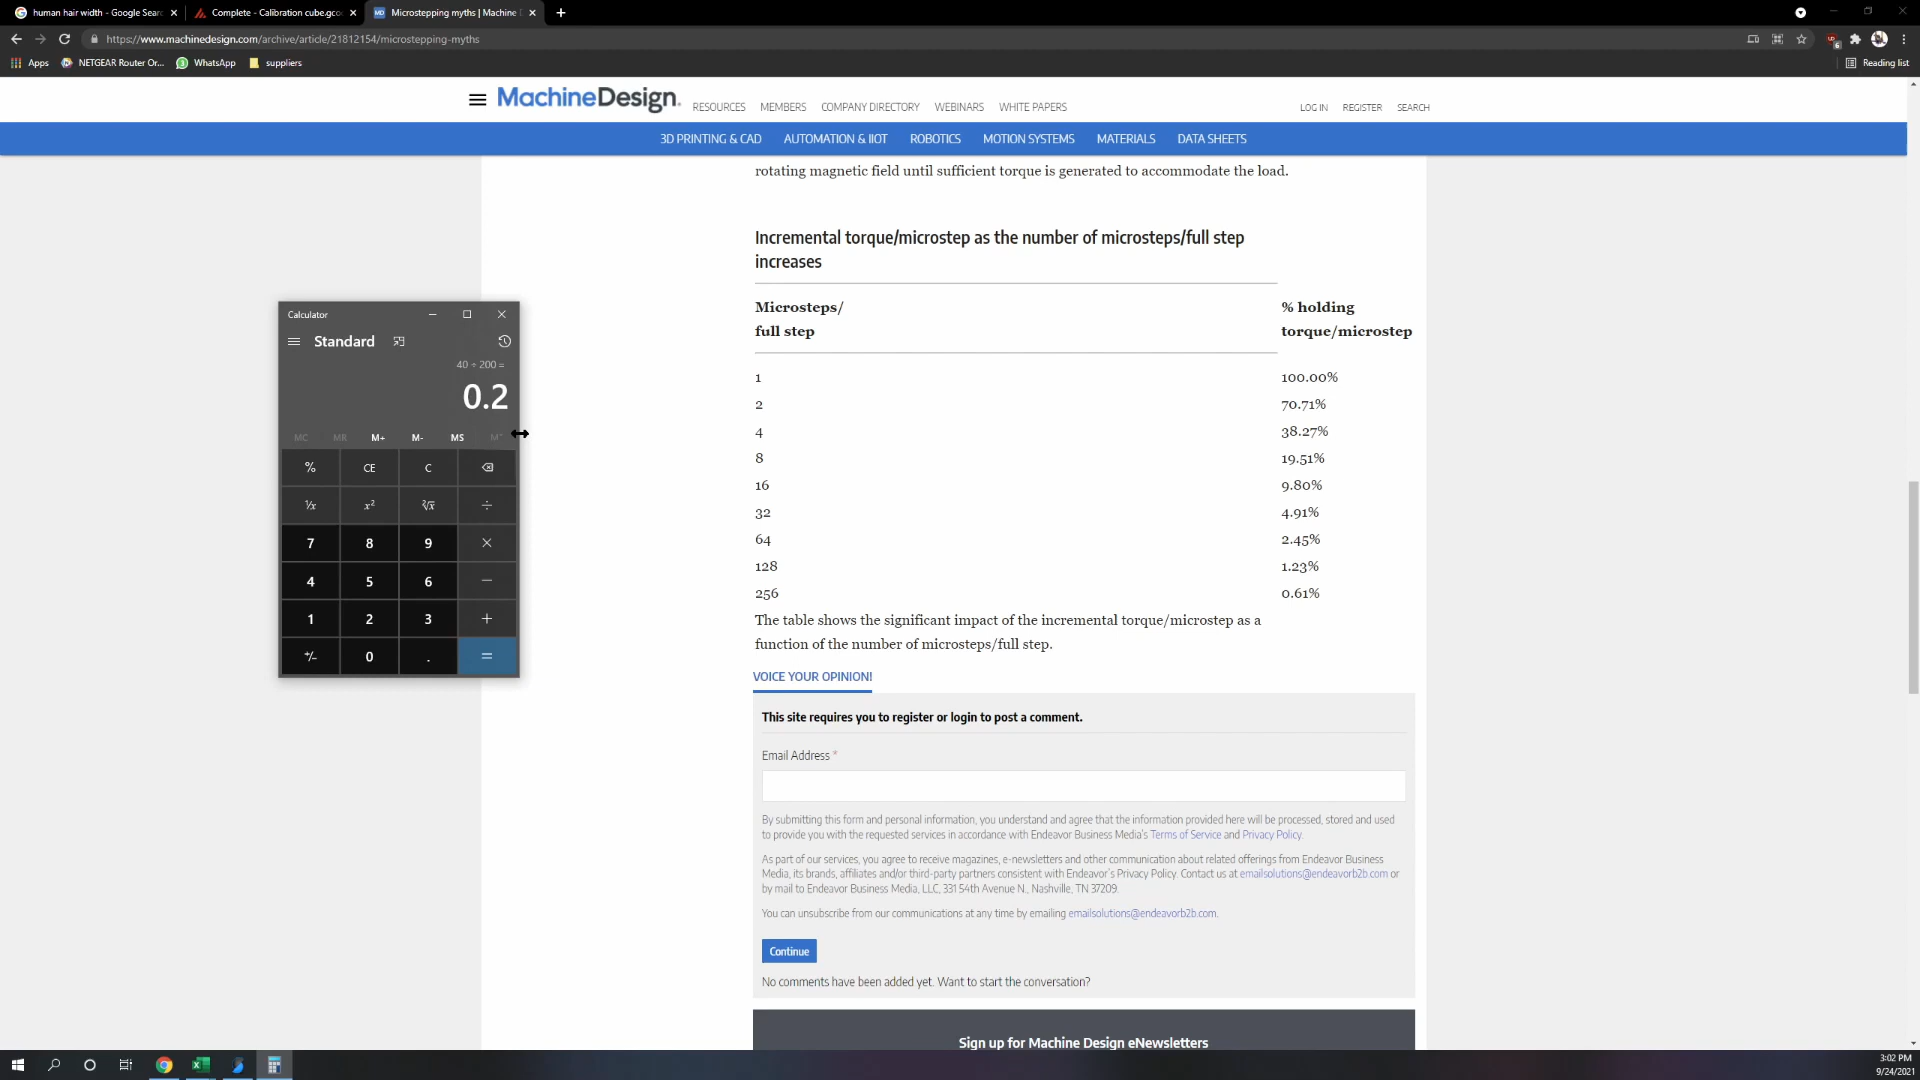 human hair width - Google Sear
Complete - Calibration cube.gco
Microstepping myths | Machine D
https://www.machinedesign.com/archive/article/21812154/microstepping-myths
Apps
NETGEAR Router Or...
WhatsApp
suppliers
Reading list
MachineDesign.
RESOURCES
MEMBERS
COMPANY DIRECTORY
WEBINARS
WHITE PAPERS
LOG IN
REGISTER
SEARCH
3D PRINTING & CAD
AUTOMATION & IIOT
ROBOTICS
MOTION SYSTEMS
MATERIALS
DATA SHEETS
rotating magnetic field until sufficient torque is generated to accommodate the load.
Incremental torque/microstep as the number of microsteps/full step
increases
Microsteps/
full step
% holding
torque/microstep
1 100.00%
2 70.71%
4 38.27%
8 19.51%
16 9.80%
32 4.91%
64 2.45%
128 1.23%
256 0.61%
The table shows the significant impact of the incremental torque/microstep as a
function of the number of microsteps/full step.
VOICE YOUR OPINION!
This site requires you to register or login to post a comment.
Email Address *
By submitting this form and personal information, you understand and agree that the information provided here will be processed, stored and used
to provide you with the requested services in accordance with Endeavor Business Media's Terms of Service and Privacy Policy.
As part of our services, you agree to receive magazines, e-newsletters and other communication about related offerings from Endeavor Business
Media, its brands, affiliates and/or third-party partners consistent with Endeavor's Privacy Policy. Contact us at emailsolutions@endeavorb2b.com or
by mail to Endeavor Business Media, LLC, 331 54th Avenue N., Nashville, TN 37209.
You can unsubscribe from our communications at any time by emailing emailsolutions@endeavorb2b.com.
Continue
No comments have been added yet. Want to start the conversation?
Sign up for Machine Design eNewsletters
Calculator
Standard
40 ÷ 200 =
0.2
MC MR M+ M- MS M˅
% CE C
¹/x x² ²√x ÷
7 8 9 ×
4 5 6 −
1 2 3 +
+/- 0 . =
3:02 PM
9/24/2021